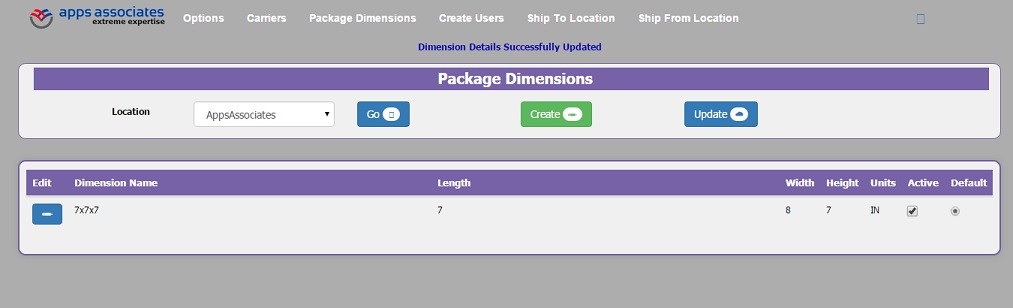 apps associates
extreme expertise
Options Carriers Package Dimensions Create Users Ship To Location Ship From Location
Dimension Details Successfully Updated
Package Dimensions
Location AppsAssociates Go Create Update
Edit Dimension Name Length Width Height Units Active Default
7x7x7 7 8 7 IN